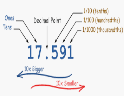 Ones
Tens
Decimal Point
1/10 (tenths)
1/100 (hundredths)
1/1000 (thousandths)
17.591
10x Bigger
10x Smaller